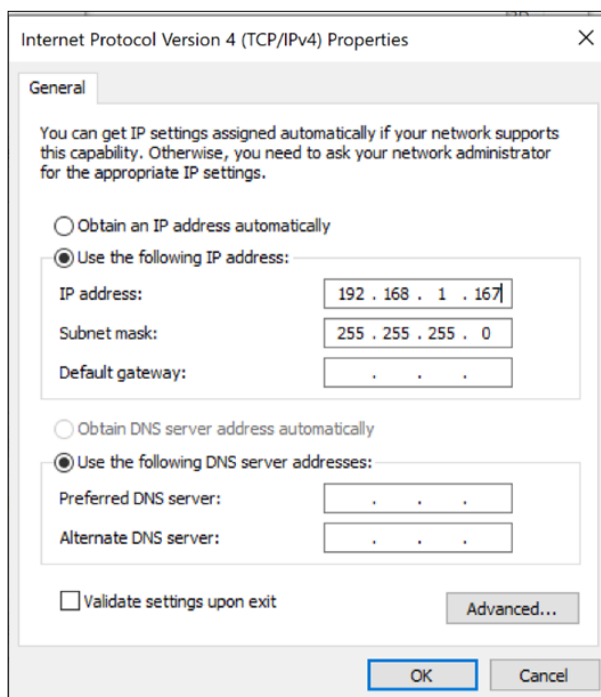 Internet Protocol Version 4 (TCP/IPv4) Properties
General
You can get IP settings assigned automatically if your network supports
this capability. Otherwise, you need to ask your network administrator
for the appropriate IP settings.
Obtain an IP address automatically
Use the following IP address:
IP address: 192 . 168 . 1 . 167
Subnet mask: 255 . 255 . 255 . 0
Default gateway: . . .
Obtain DNS server address automatically
Use the following DNS server addresses:
Preferred DNS server: . . .
Alternate DNS server: . . .
Validate settings upon exit
Advanced...
OK Cancel